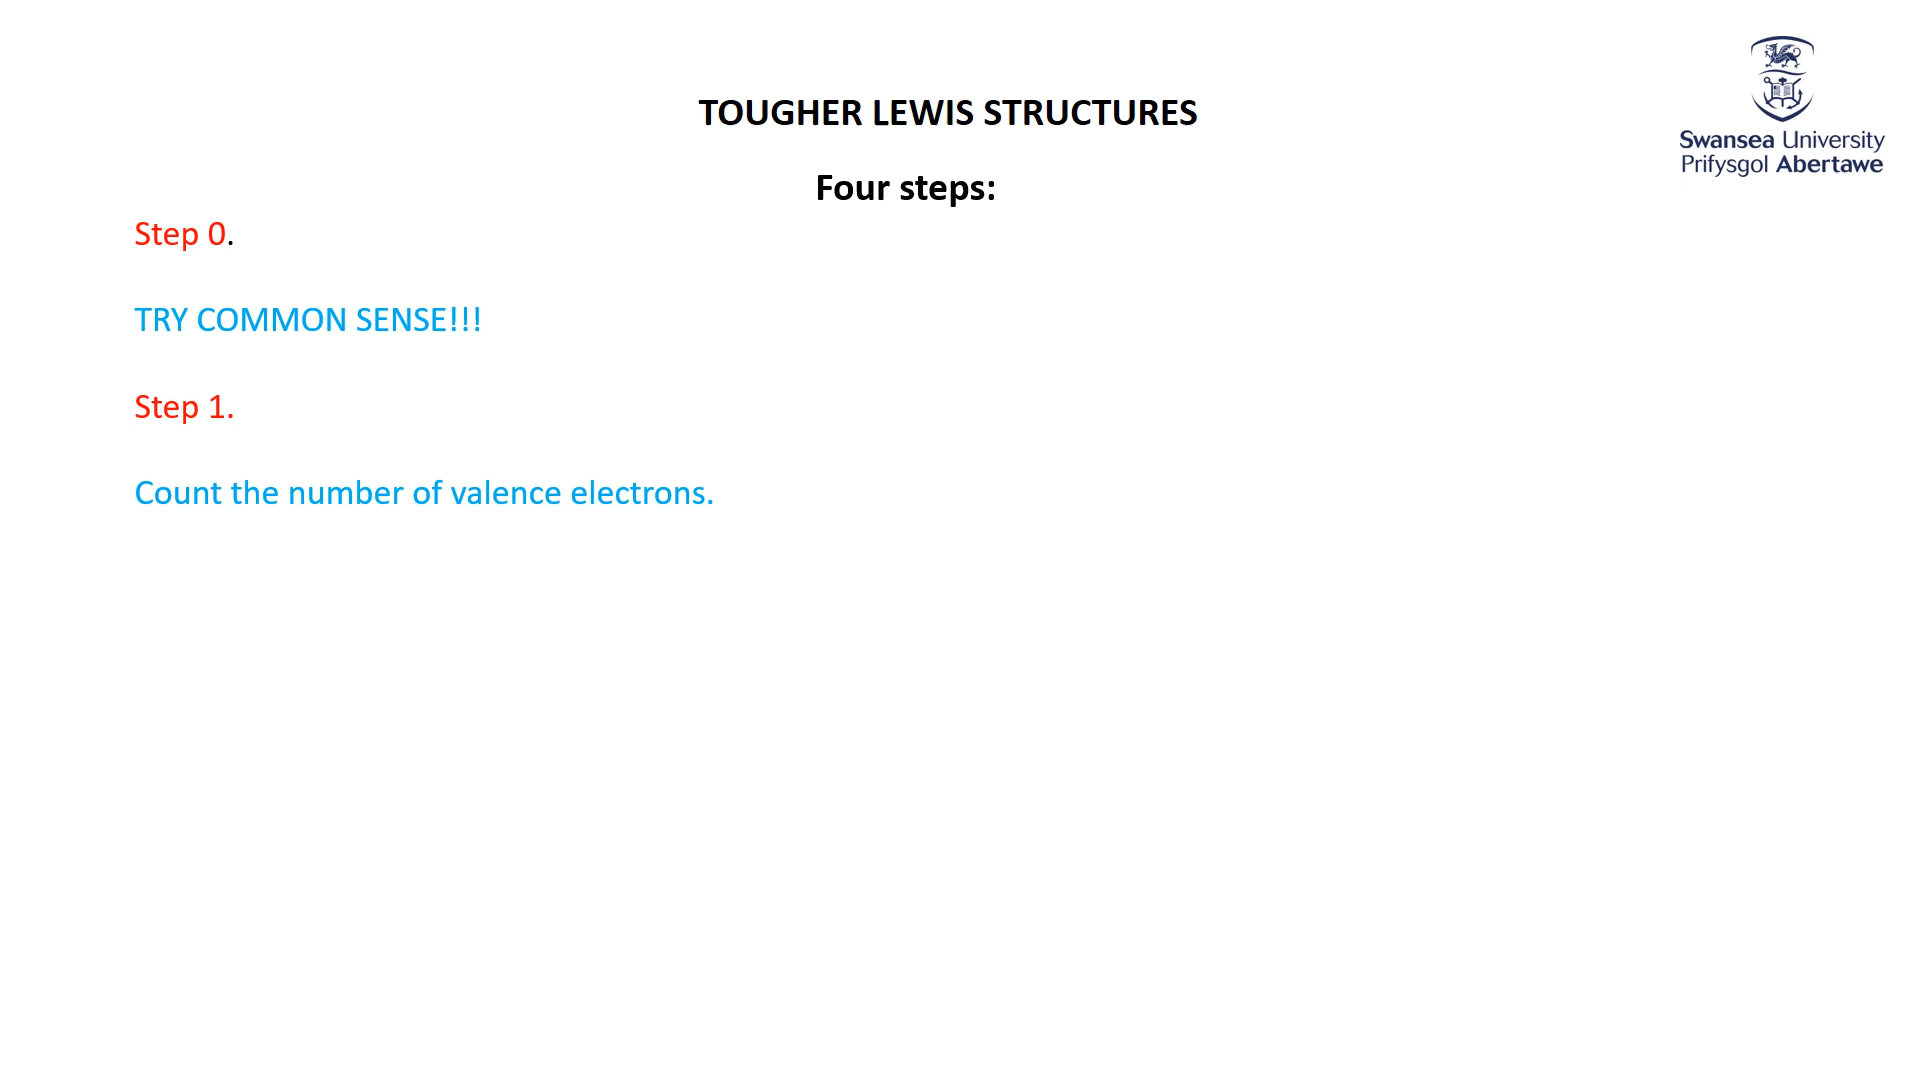 TOUGHER LEWIS STRUCTURES
Swansea University
Prifysgol Abertawe
Four steps:
Step 0.
TRY COMMON SENSE!!!
Step 1.
Count the number of valence electrons.